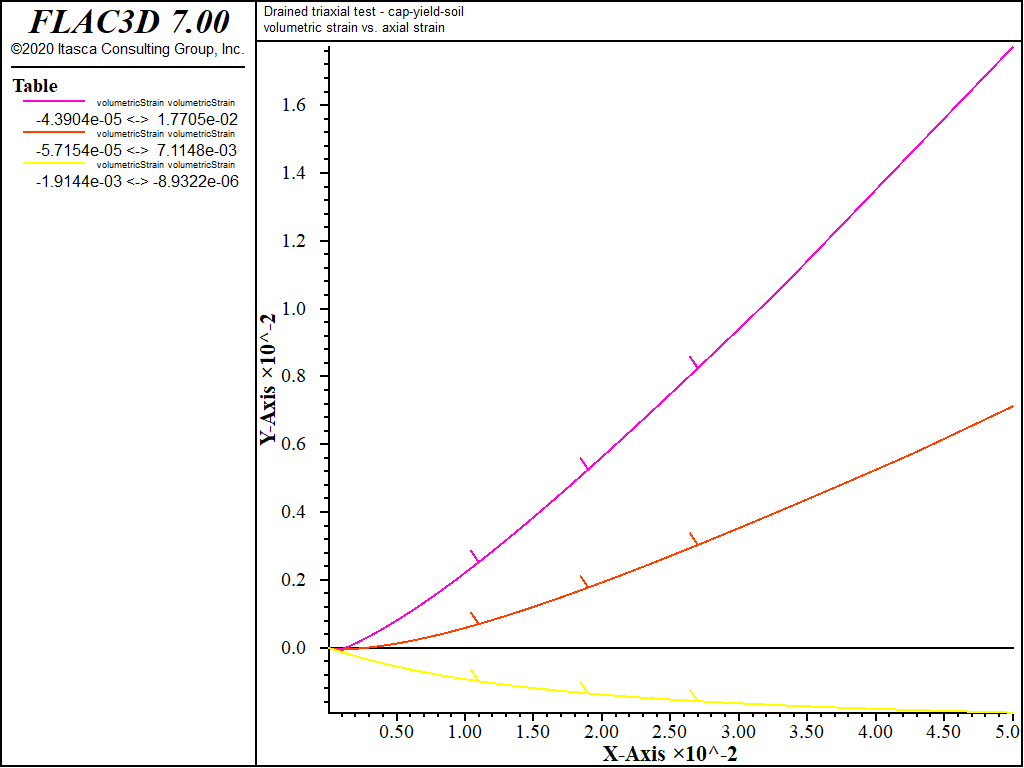 FLAC3D 7.00
©2020 Itasca Consulting Group, Inc.
Table
volumetricStrain volumetricStrain
-4.3904e-05 <-> 1.7705e-02
volumetricStrain volumetricStrain
-5.7154e-05 <-> 7.1148e-03
volumetricStrain volumetricStrain
-1.9144e-03 <-> -8.9322e-06
Drained triaxial test - cap-yield-soil
volumetric strain vs. axial strain
Y-Axis ×10^-2
1.6
1.4
1.2
1.0
0.8
0.6
0.4
0.2
0.0
0.50 1.00 1.50 2.00 2.50 3.00 3.50 4.00 4.50 5.0
X-Axis ×10^-2